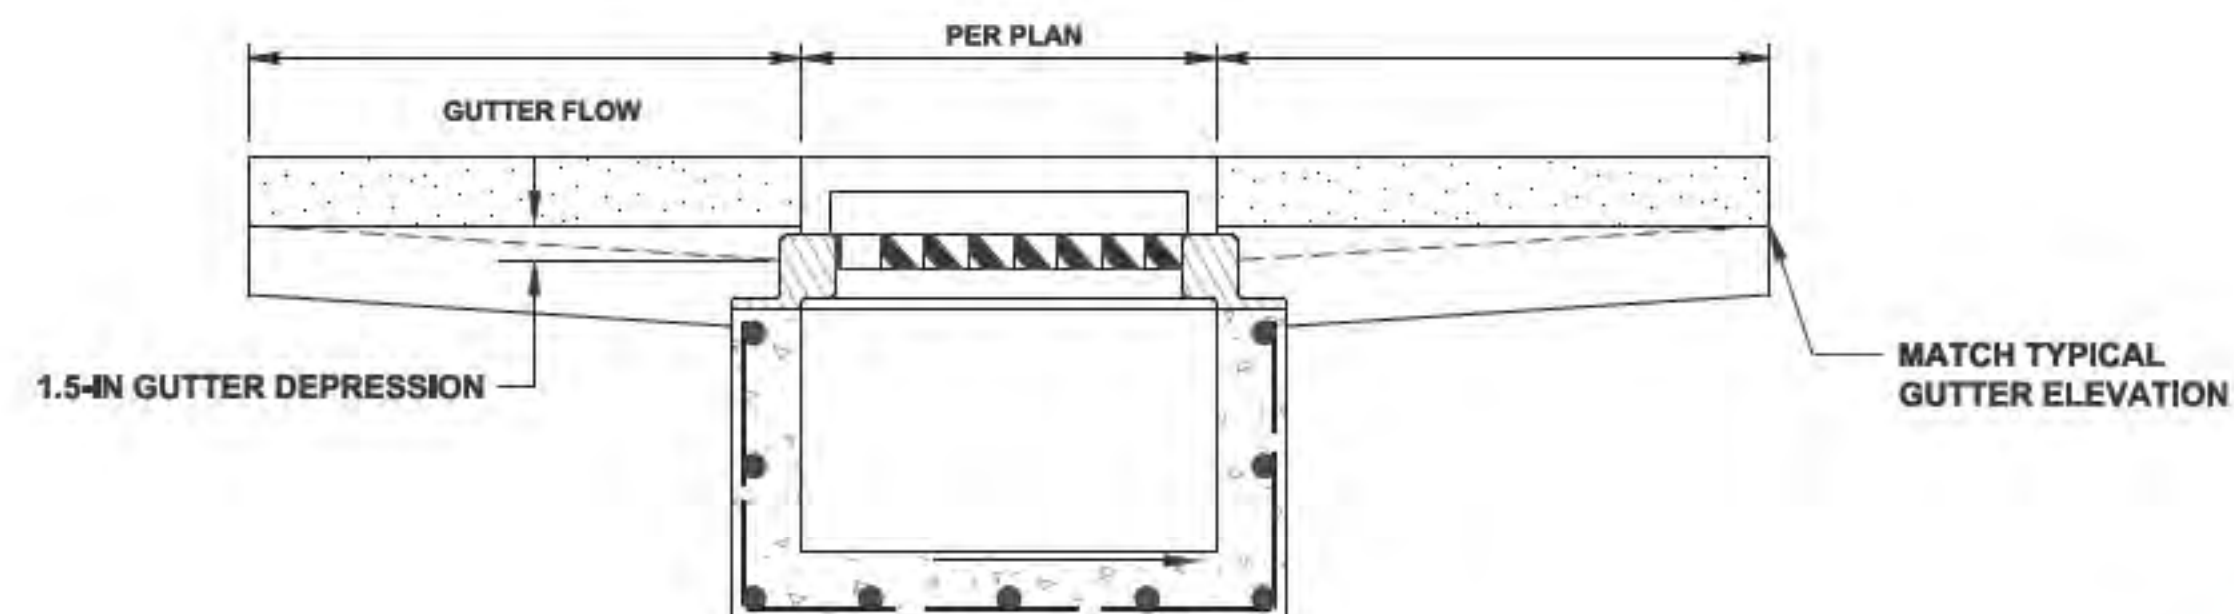 PER PLAN
GUTTER FLOW
1.5-IN GUTTER DEPRESSION
MATCH TYPICAL
GUTTER ELEVATION